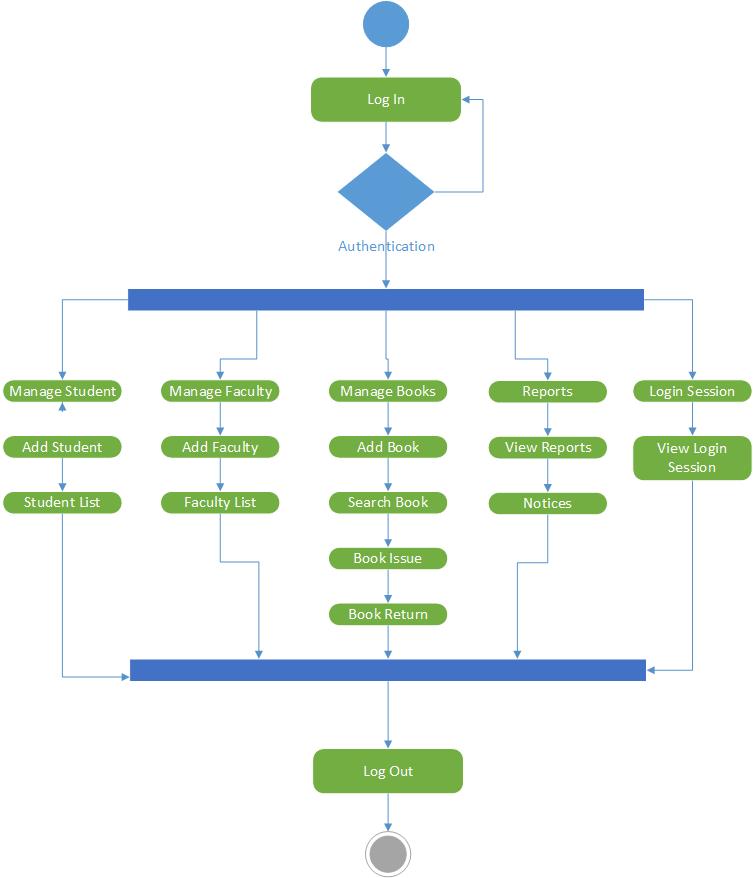 Log In
Authentication
Manage Student
Manage Faculty
Manage Books
Reports
Login Session
Add Student
Add Faculty
Add Book
View Reports
View Login
Session
Student List
Faculty List
Search Book
Notices
Book Issue
Book Return
Log Out